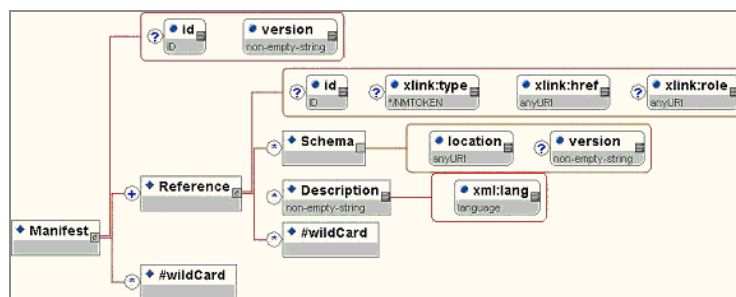 ? id version
ID non-empty-string
? id ? xlink:type xlink:href ? xlink:role
ID NMTOKEN anyURI anyURI
* Schema location ? version
anyURI non-empty-string
+ Reference
* Description xml:lang
non-empty-string language
Manifest
* #wildCard
* #wildCard